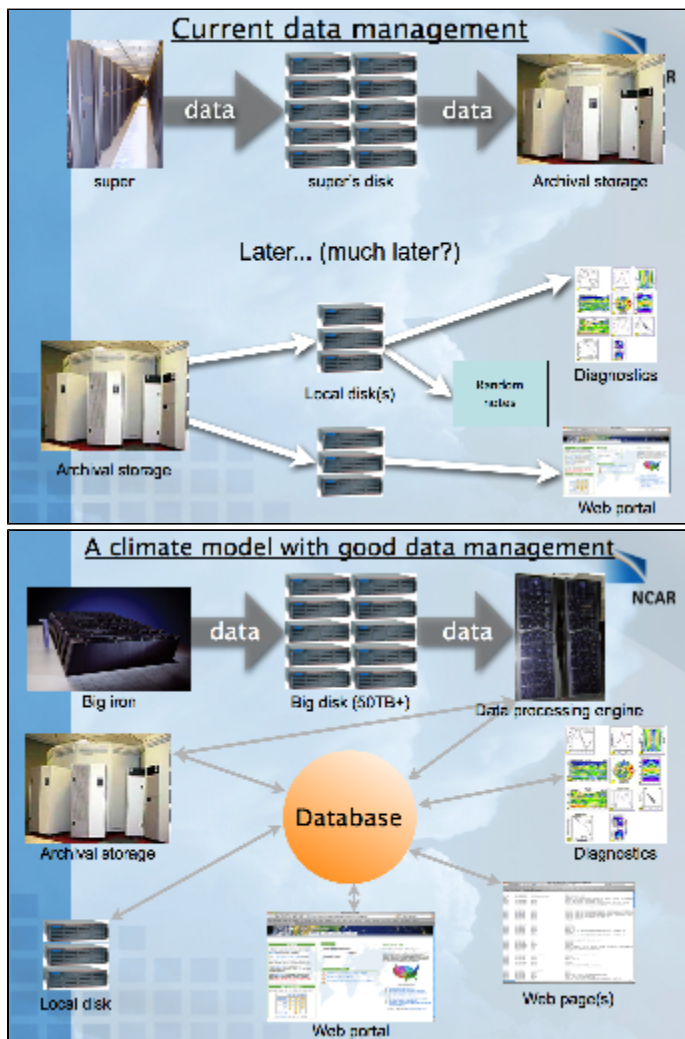 Current data management
R
data
data
super
super's disk
Archival storage
Later... (much later?)
Local disk(s)
Random
notes
Diagnostics
Archival storage
Web portal
A climate model with good data management
NCAR
data
data
Big iron
Big disk (50TB+)
Data processing engine
Database
Archival storage
Diagnostics
Local disk
Web portal
Web page(s)